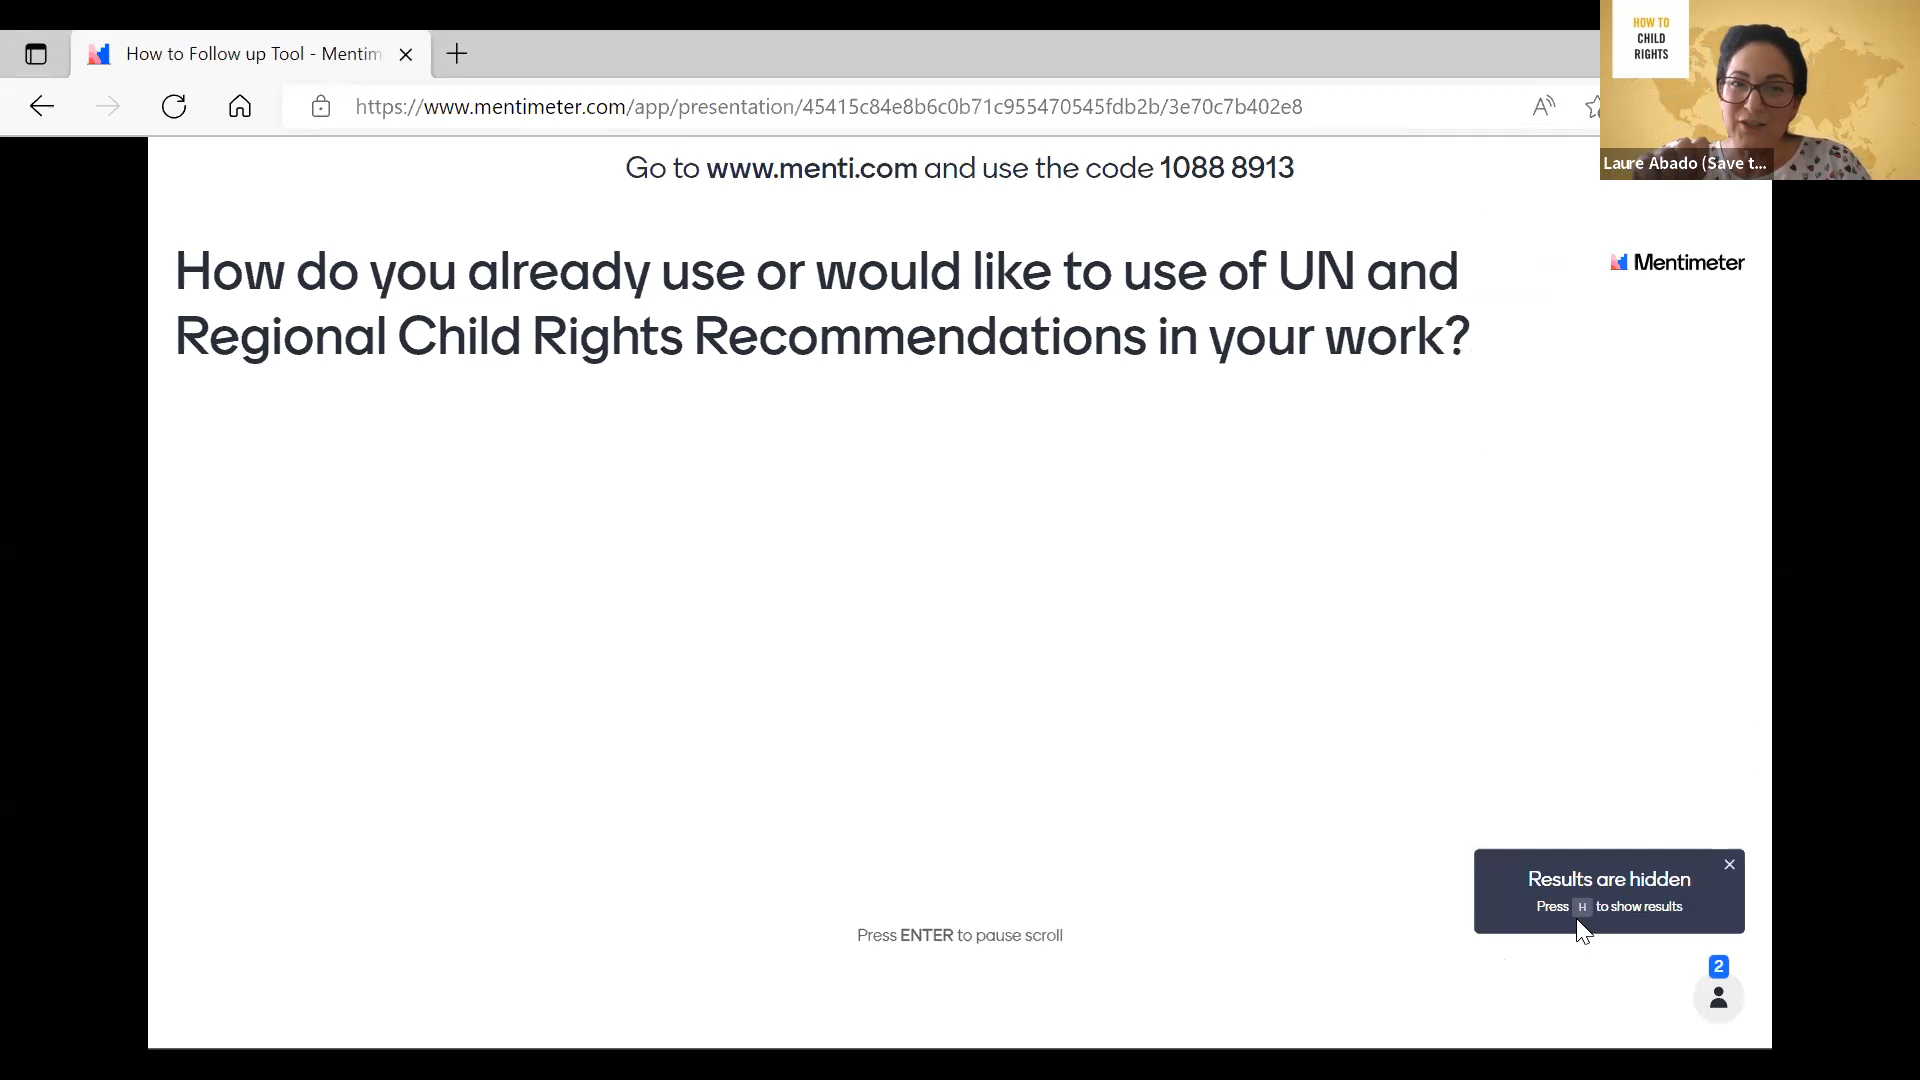 How to Follow up Tool - Mentim
https://www.mentimeter.com/app/presentation/45415c84e8b6c0b71c955470545fdb2b/3e70c7b402e8
HOW TO
CHILD
RIGHTS
Laure Abado (Save t...
Go to www.menti.com and use the code 1088 8913
How do you already use or would like to use of UN and
Regional Child Rights Recommendations in your work?
Mentimeter
Results are hidden
Press H to show results
Press ENTER to pause scroll
2